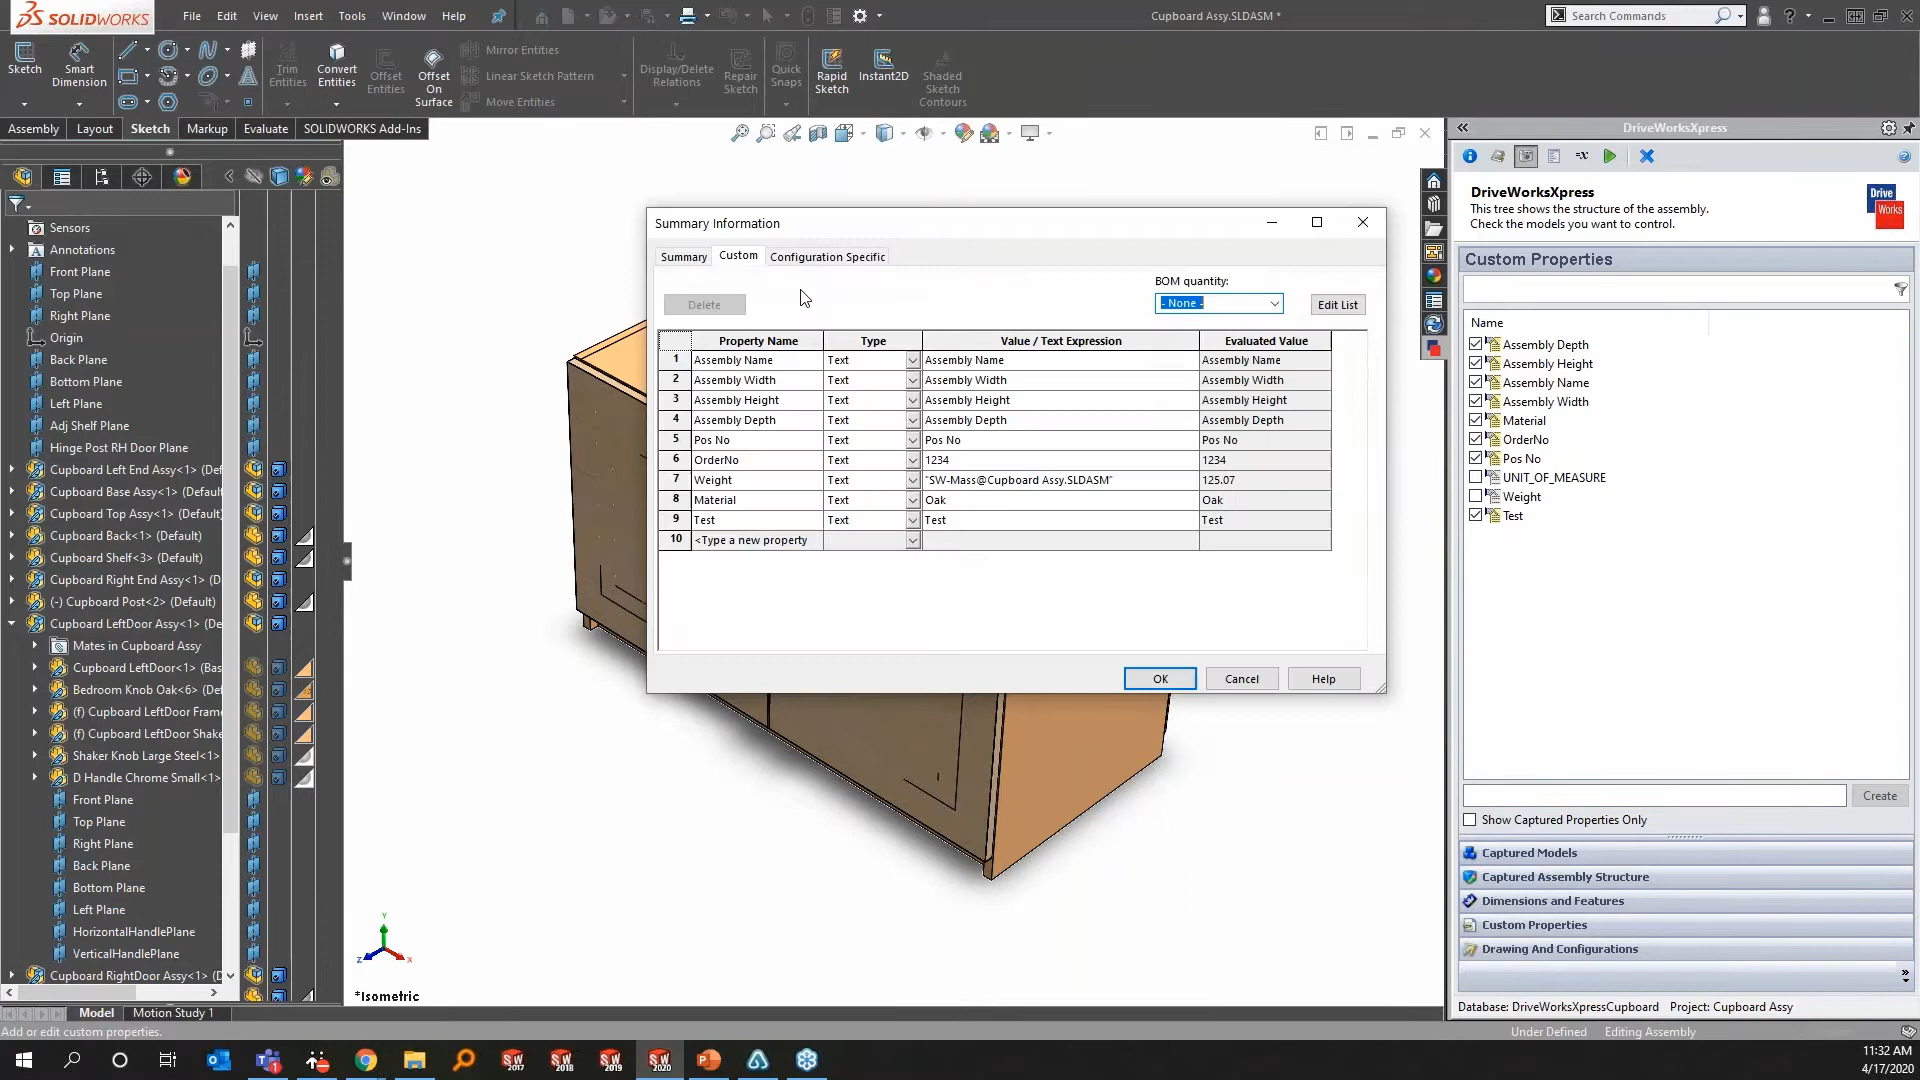 SOLIDWORKS
File Edit View Insert Tools Window Help
Cupboard Assy.SLDASM *
Search Commands
Sketch
Smart Dimension
Trim Entities
Convert Entities
Offset Entities
Offset On Surface
Mirror Entities
Linear Sketch Pattern
Move Entities
Display/Delete Relations
Repair Sketch
Quick Snaps
Rapid Sketch
Instant2D
Shaded Sketch Contours
Assembly Layout Sketch Markup Evaluate SOLIDWORKS Add-Ins
Sensors
Annotations
Front Plane
Top Plane
Right Plane
Origin
Back Plane
Bottom Plane
Left Plane
Adj Shelf Plane
Hinge Post RH Door Plane
Cupboard Left End Assy<1> (Def
Cupboard Base Assy<1> (Default
Cupboard Top Assy<1> (Default)
Cupboard Back<1> (Default)
Cupboard Shelf<3> (Default)
Cupboard Right End Assy<1> (D
(-) Cupboard Post<2> (Default)
Cupboard LeftDoor Assy<1> (De
Mates in Cupboard Assy
Cupboard LeftDoor<1> (Bas
Bedroom Knob Oak<6> (Def
(f) Cupboard LeftDoor Fram
(f) Cupboard LeftDoor Shake
Shaker Knob Large Steel<1>
D Handle Chrome Small<1>
Front Plane
Top Plane
Right Plane
Back Plane
Bottom Plane
Left Plane
HorizontalHandlePlane
VerticalHandlePlane
Cupboard RightDoor Assy<1> (D
Model Motion Study 1
Add or edit custom properties.
Summary Information
Summary Custom Configuration Specific
BOM quantity:
Delete - None - Edit List
Property Name Type Value / Text Expression Evaluated Value
1 Assembly Name Text Assembly Name Assembly Name
2 Assembly Width Text Assembly Width Assembly Width
3 Assembly Height Text Assembly Height Assembly Height
4 Assembly Depth Text Assembly Depth Assembly Depth
5 Pos No Text Pos No Pos No
6 OrderNo Text 1234 1234
7 Weight Text "SW-Mass@Cupboard Assy.SLDASM" 125.07
8 Material Text Oak Oak
9 Test Text Test Test
10 <Type a new property
OK Cancel Help
Y
Z X
*Isometric
DriveWorksXpress
DriveWorksXpress
This tree shows the structure of the assembly.
Check the models you want to control.
Drive
Works
Custom Properties
Name
Assembly Depth
Assembly Height
Assembly Name
Assembly Width
Material
OrderNo
Pos No
UNIT_OF_MEASURE
Weight
Test
Create
Show Captured Properties Only
Captured Models
Captured Assembly Structure
Dimensions and Features
Custom Properties
Drawing And Configurations
Database: DriveWorksXpressCupboard Project: Cupboard Assy
Under Defined Editing Assembly
SW 2017
SW 2018
SW 2019
SW 2020
11:32 AM
4/17/2020